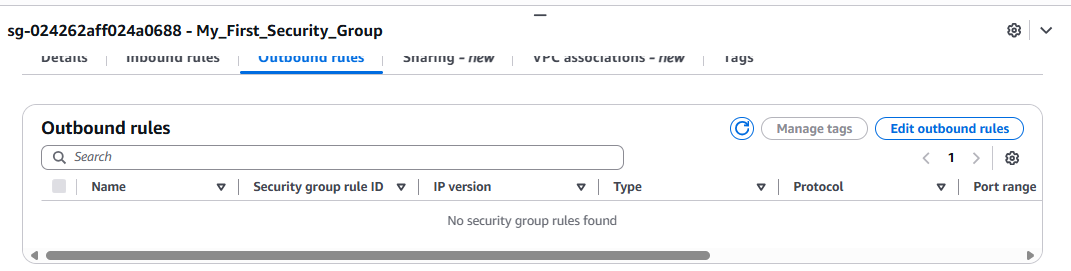 sg-024262aff024a0688 - My_First_Security_Group
Details Inbound rules Outbound rules Sharing - new VPC associations - new Tags
Outbound rules
Manage tags
Edit outbound rules
Search
1
Name Security group rule ID IP version Type Protocol Port range
No security group rules found